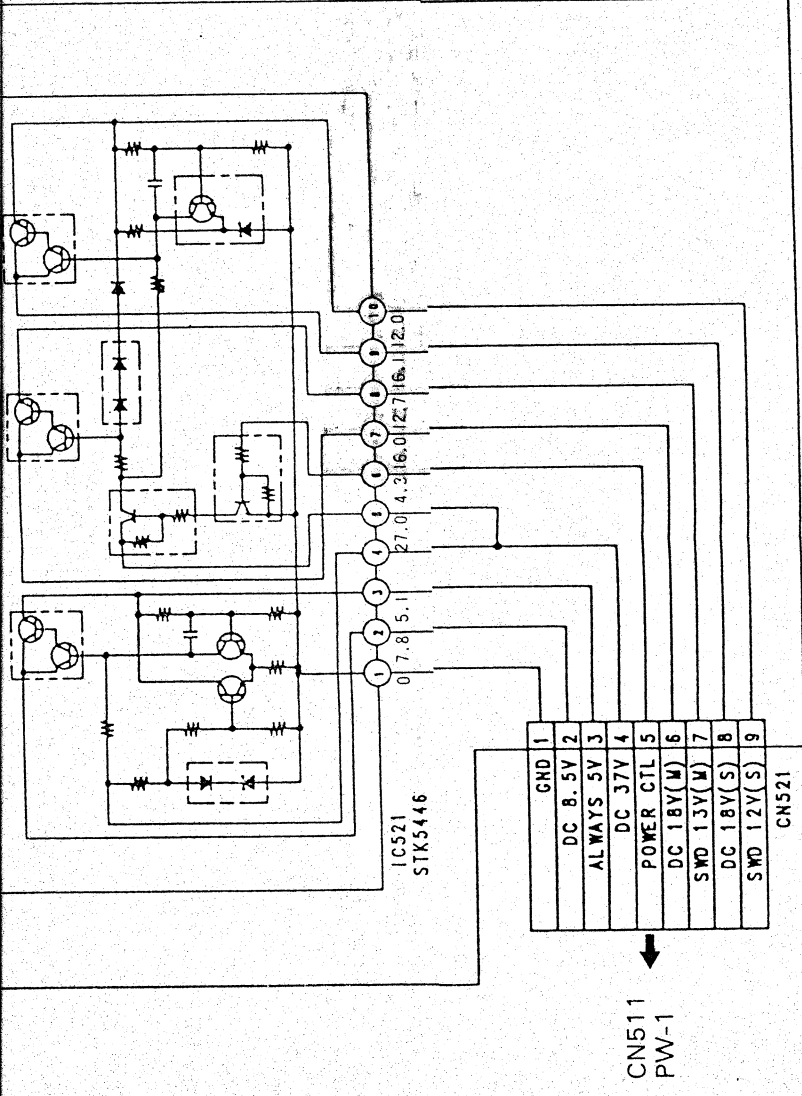 10
9
8
7
6
5
4
3
2
1
12.0
16.1
12.7
16.0
4.3
27.0
5.1
7.8
0
IC521
STK5446
GND 1
DC 8.5V 2
ALWAYS 5V 3
DC 37V 4
POWER CTL 5
DC 18V(M) 6
SWD 13V(M) 7
DC 18V(S) 8
SWD 12V(S) 9
CN521
CN511
PW-1